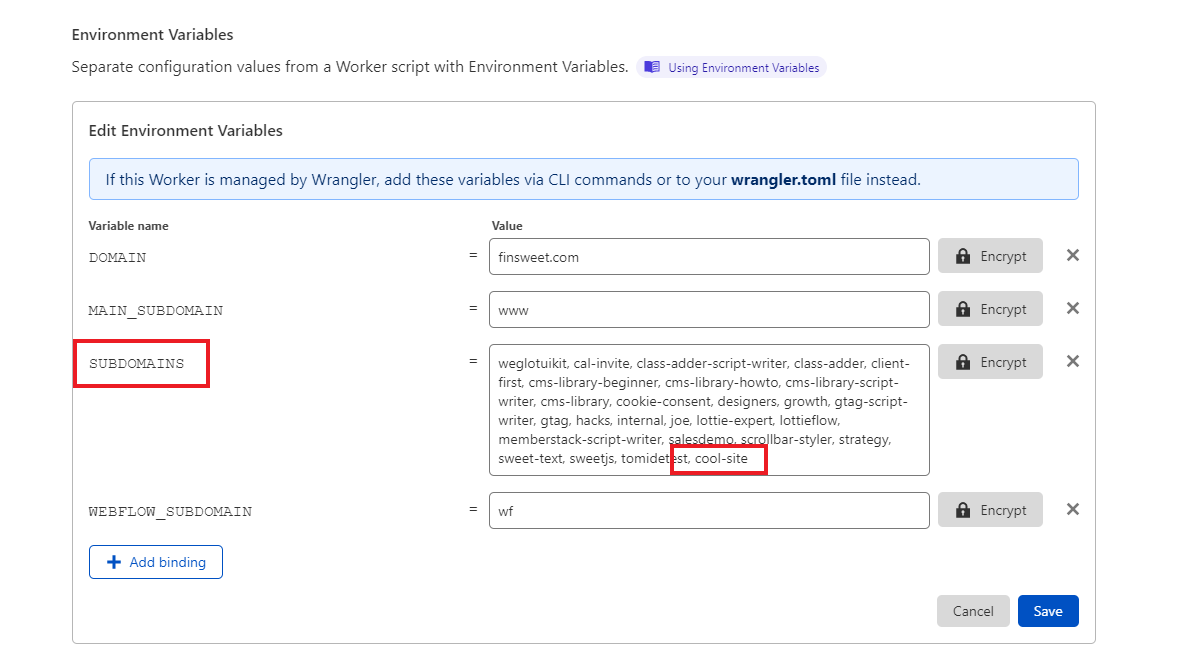 Environment Variables
Separate configuration values from a Worker script with Environment Variables. Using Environment Variables
Edit Environment Variables
If this Worker is managed by Wrangler, add these variables via CLI commands or to your wrangler.toml file instead.
Variable name Value
DOMAIN = finsweet.com Encrypt
MAIN_SUBDOMAIN = www Encrypt
SUBDOMAINS = weglotuikit, cal-invite, class-adder-script-writer, class-adder, client- Encrypt
first, cms-library-beginner, cms-library-howto, cms-library-script-
writer, cms-library, cookie-consent, designers, growth, gtag-script-
writer, gtag, hacks, internal, joe, lottie-expert, lottieflow,
memberstack-script-writer, salesdemo, scrollbar-styler, strategy,
sweet-text, sweetjs, tomidetest, cool-site
WEBFLOW_SUBDOMAIN = wf Encrypt
Add binding
Cancel Save